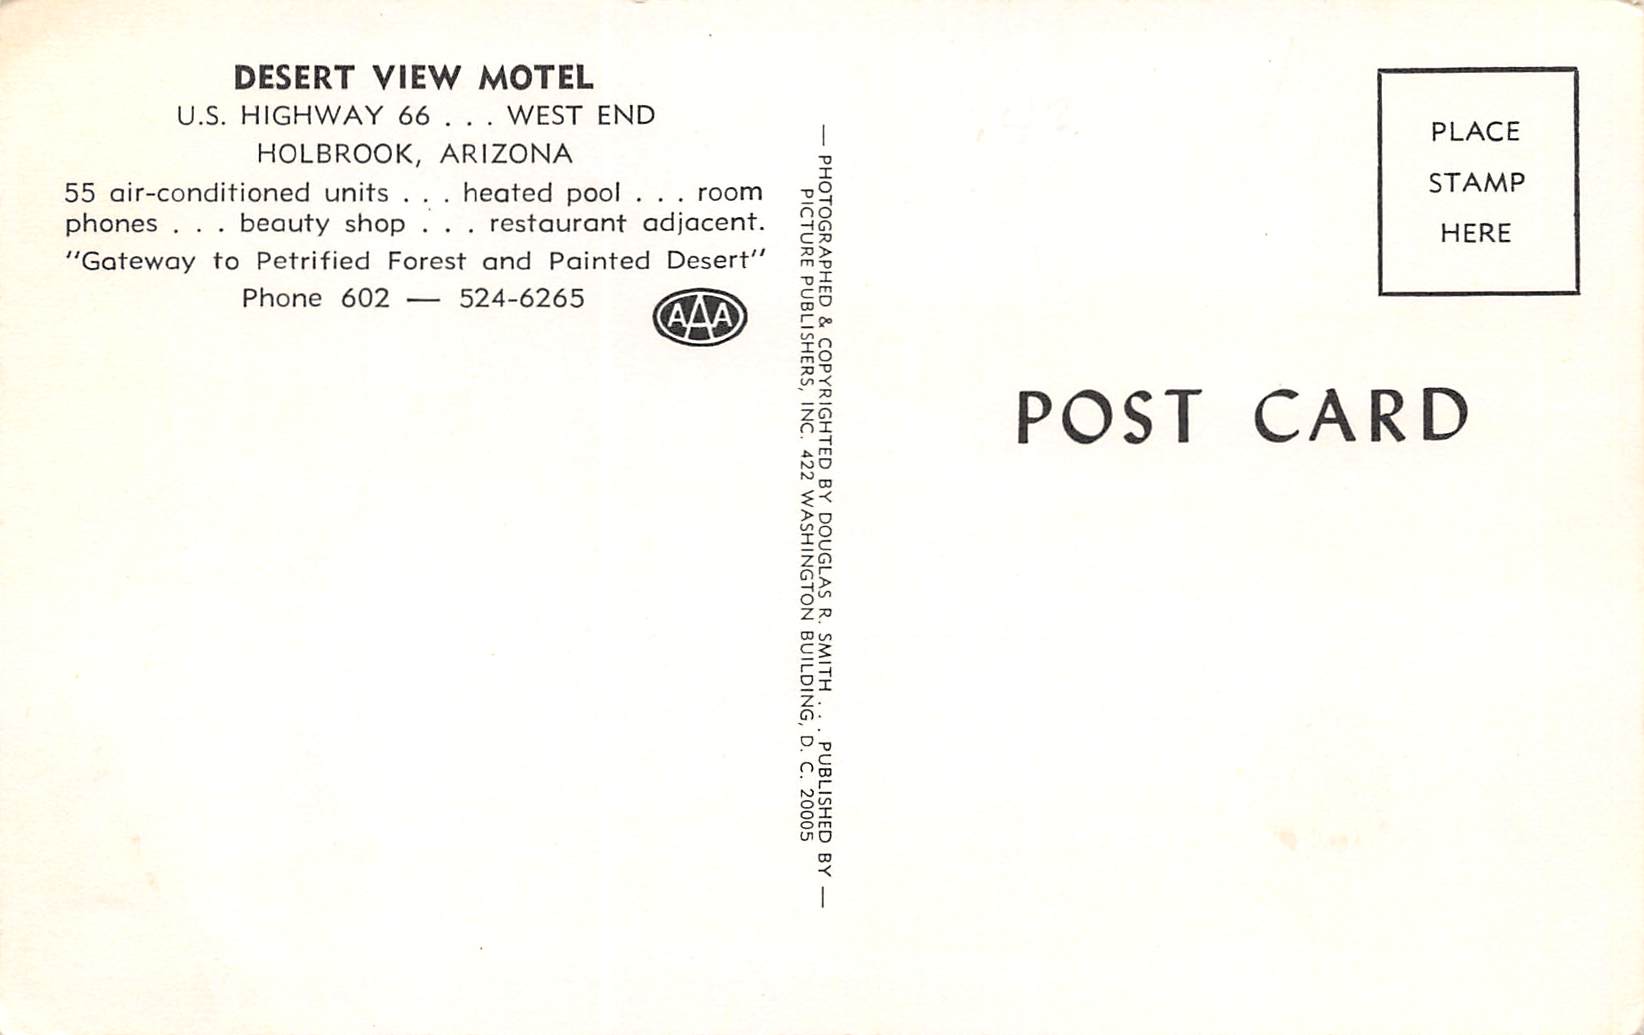 DESERT VIEW MOTEL
U.S. HIGHWAY 66 . . . WEST END
HOLBROOK, ARIZONA
55 air-conditioned units . . . heated pool . . . room
phones . . . beauty shop . . . restaurant adjacent.
"Gateway to Petrified Forest and Painted Desert"
Phone 602 — 524-6265
AAA
— PHOTOGRAPHED & COPYRIGHTED BY DOUGLAS R. SMITH . . . PUBLISHED BY —
PICTURE PUBLISHERS, INC. 422 WASHINGTON BUILDING, D. C. 20005
PLACE
STAMP
HERE
POST CARD